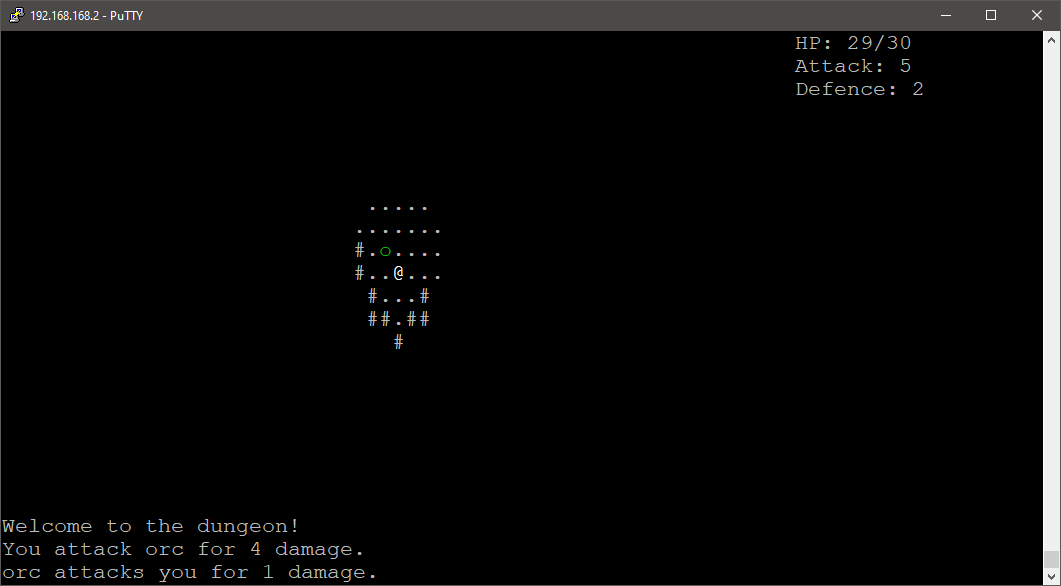 192.168.168.2 - PuTTY
HP: 29/30
Attack: 5
Defence: 2
.....
.......
#.o....
#..@...
#...#
##.##
#
Welcome to the dungeon!
You attack orc for 4 damage.
orc attacks you for 1 damage.